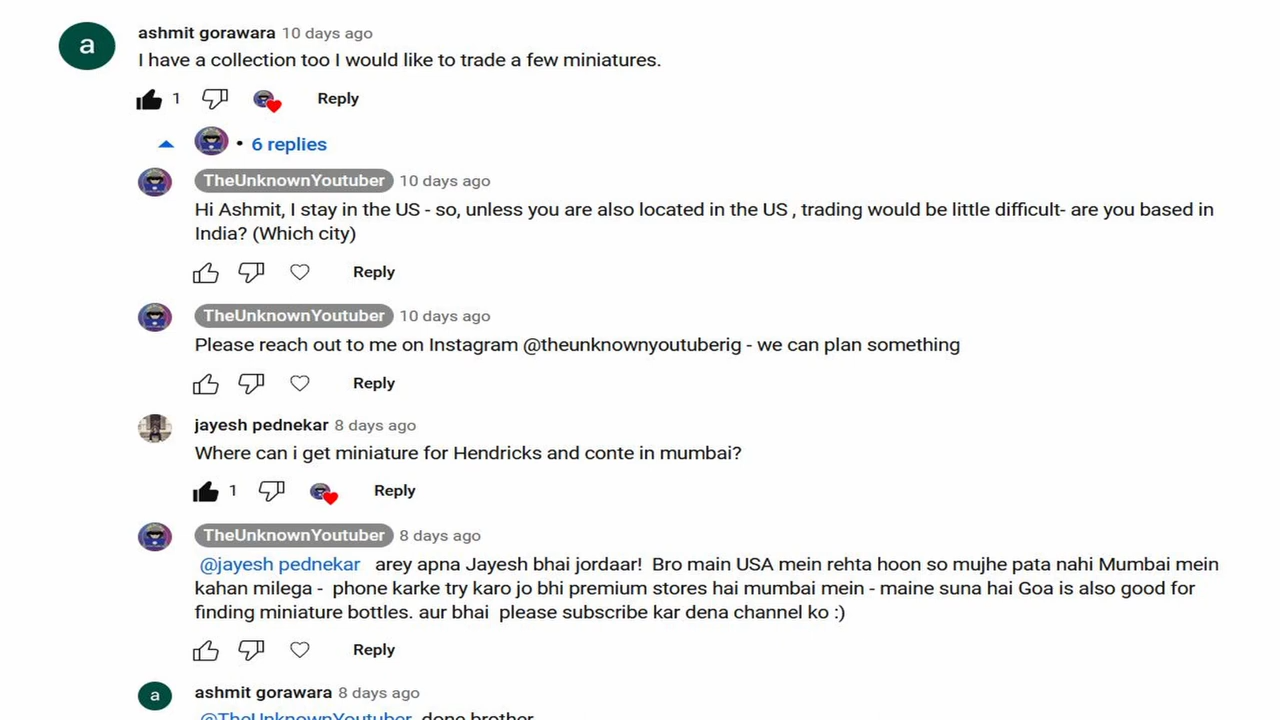 ashmit gorawara 10 days ago
I have a collection too I would like to trade a few miniatures.
1 Reply
• 6 replies
TheUnknownYoutuber 10 days ago
Hi Ashmit, I stay in the US - so, unless you are also located in the US , trading would be little difficult- are you based in
India? (Which city)
Reply
TheUnknownYoutuber 10 days ago
Please reach out to me on Instagram @theunknownyoutuberig - we can plan something
Reply
jayesh pednekar 8 days ago
Where can i get miniature for Hendricks and conte in mumbai?
1 Reply
TheUnknownYoutuber 8 days ago
@jayesh pednekar arey apna Jayesh bhai jordaar! Bro main USA mein rehta hoon so mujhe pata nahi Mumbai mein
kahan milega - phone karke try karo jo bhi premium stores hai mumbai mein - maine suna hai Goa is also good for
finding miniature bottles. aur bhai please subscribe kar dena channel ko :)
Reply
a
ashmit gorawara 8 days ago
@TheUnknownYoutuber done brother